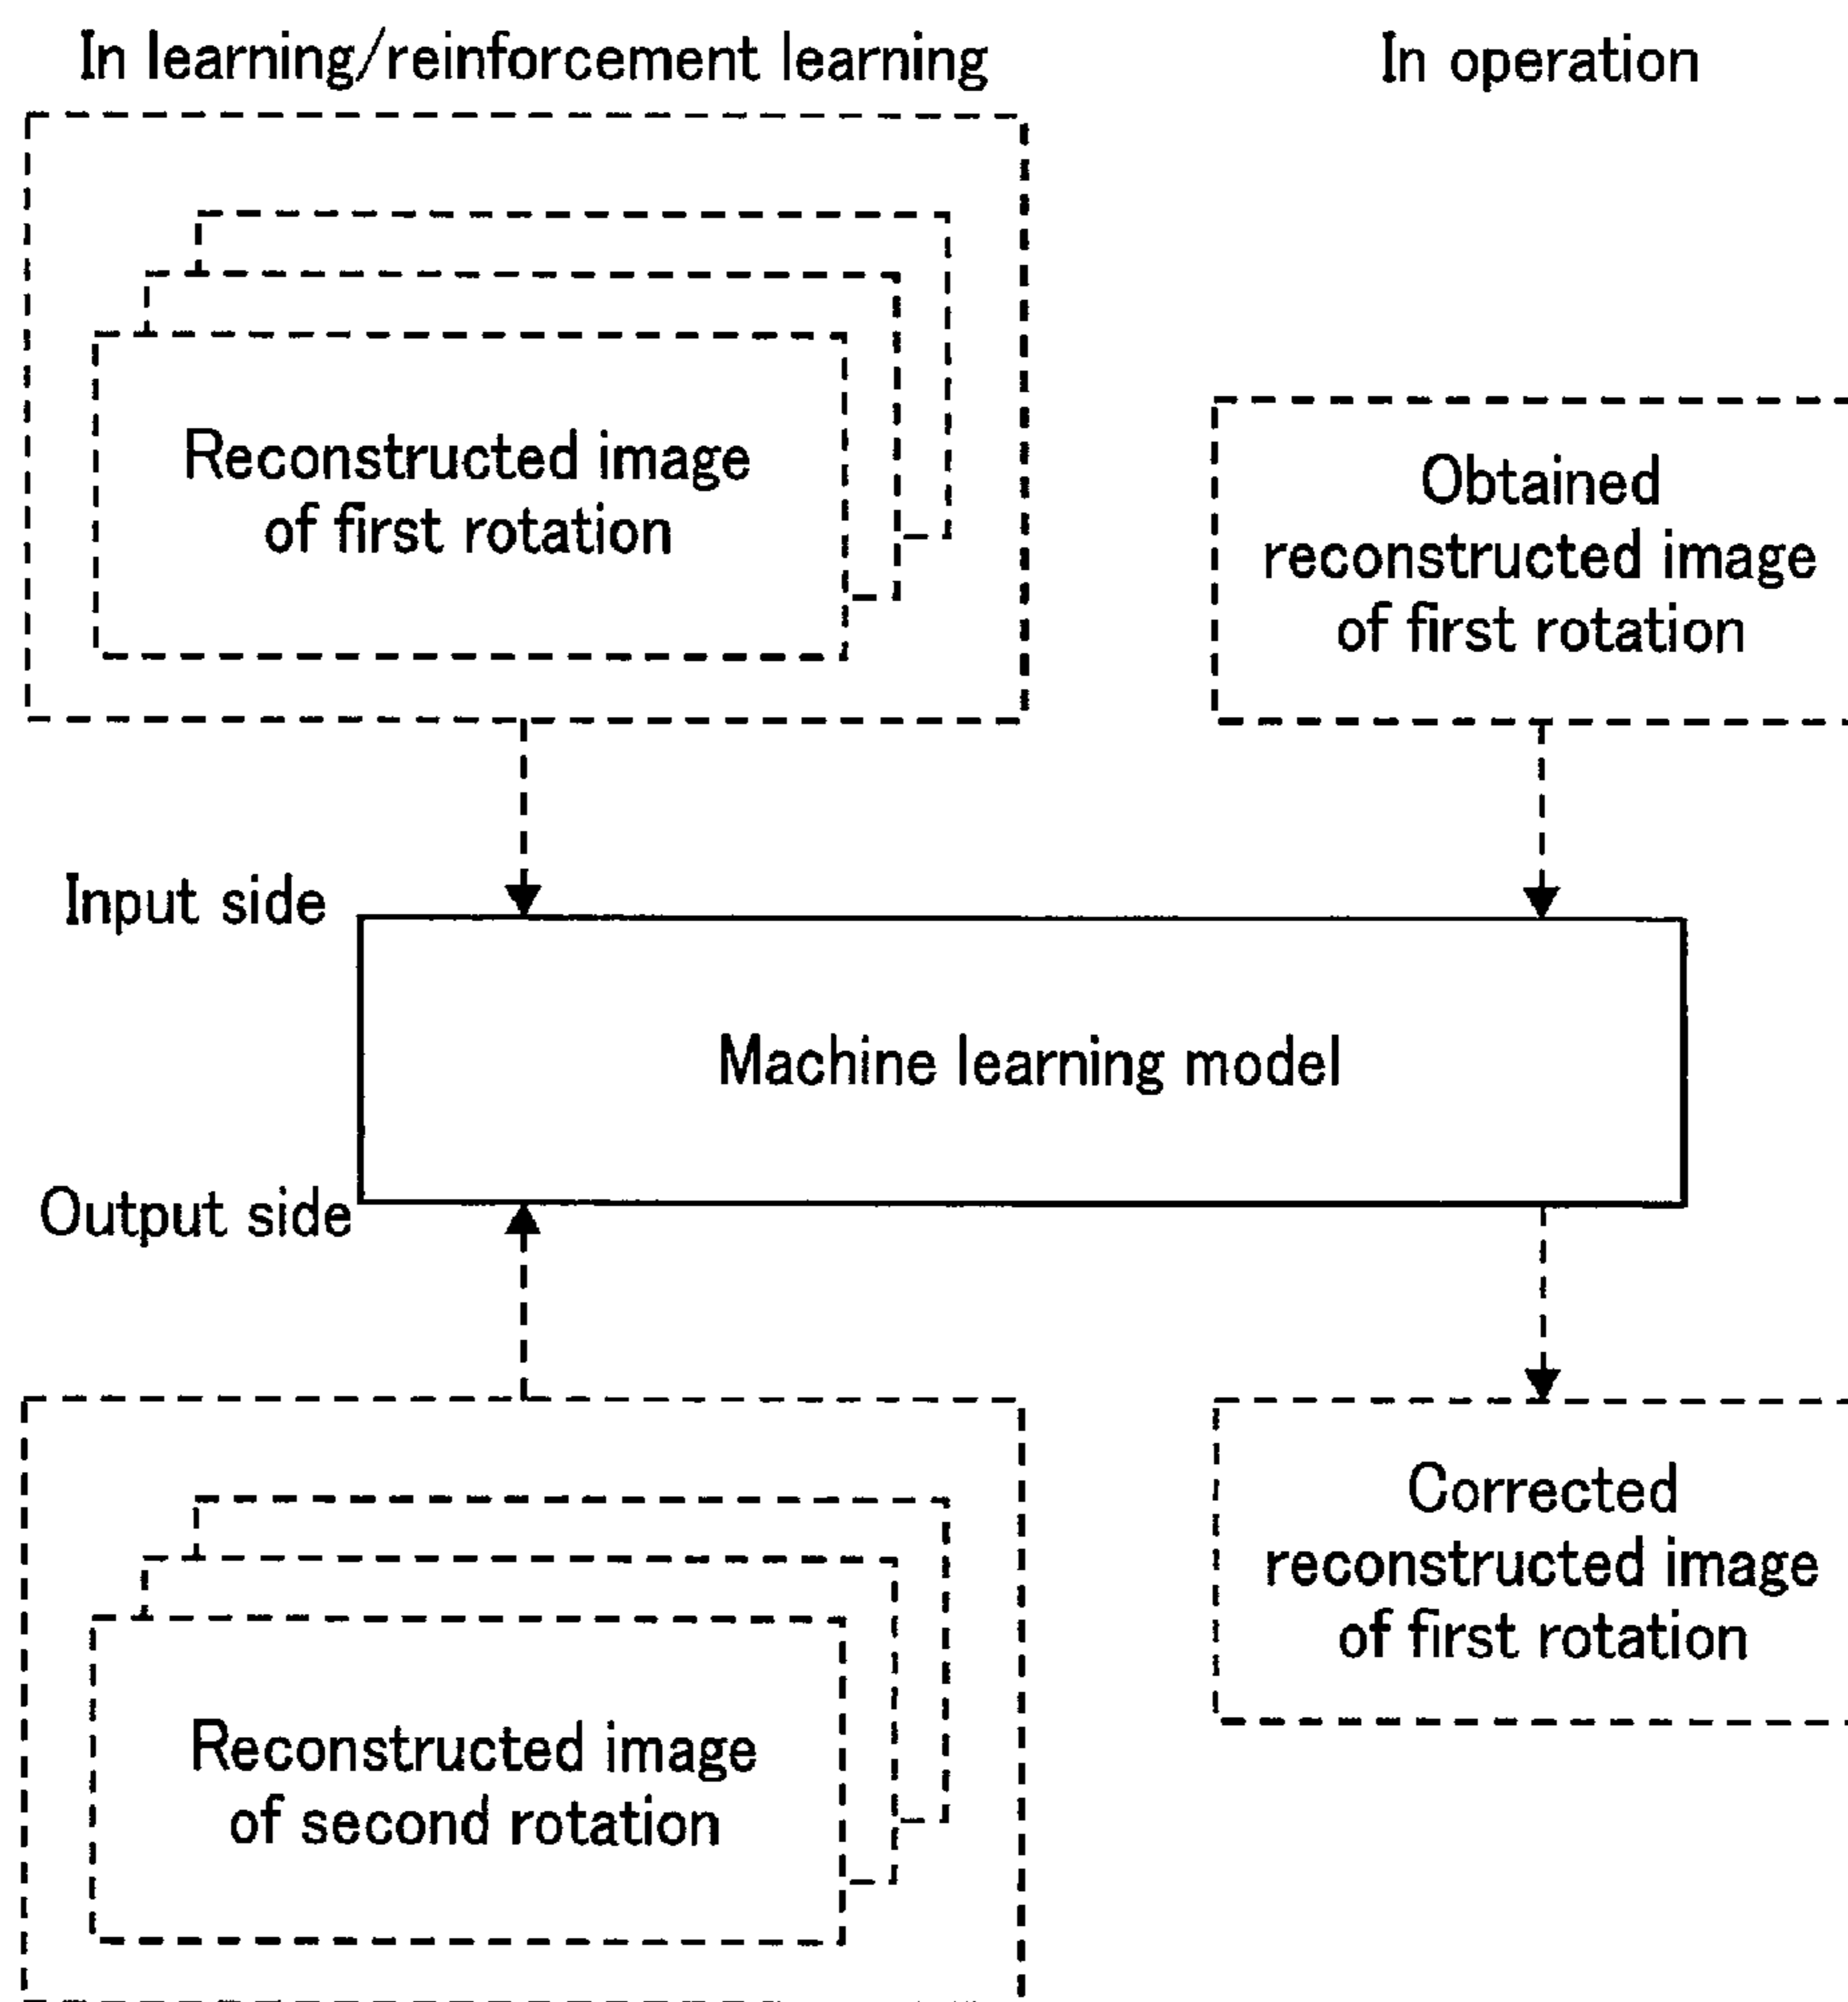 In learning/reinforcement learning
In operation
Reconstructed image
of first rotation
Obtained
reconstructed image
of first rotation
Input side
Machine learning model
Output side
Corrected
reconstructed image
of first rotation
Reconstructed image
of second rotation